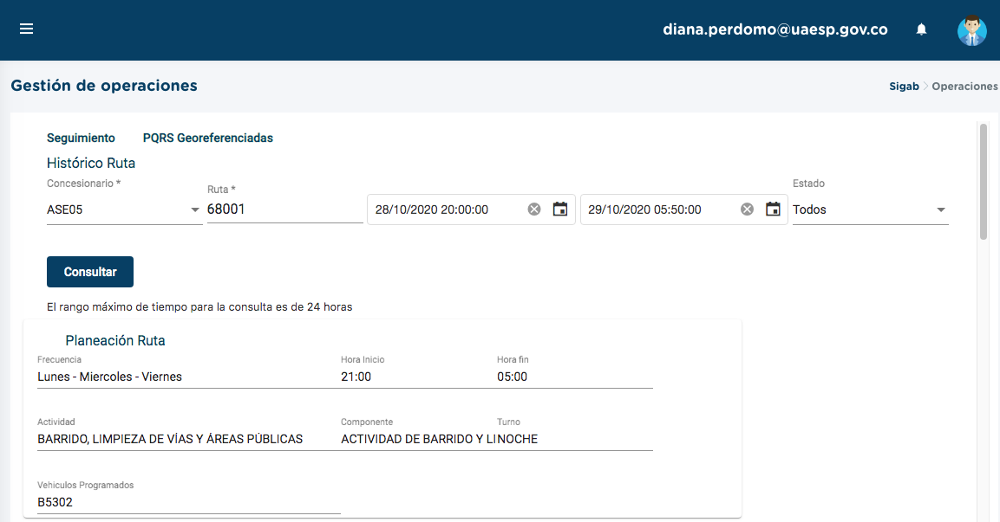 diana.perdomo@uaesp.gov.co
Gestión de operaciones
Sigab > Operaciones
Seguimiento PQRS Georeferenciadas
Histórico Ruta
Concesionario * Ruta * Estado
ASE05 68001 28/10/2020 20:00:00 29/10/2020 05:50:00 Todos
Consultar
El rango máximo de tiempo para la consulta es de 24 horas
Planeación Ruta
Frecuencia Hora Inicio Hora fin
Lunes - Miercoles - Viernes 21:00 05:00
Actividad Componente Turno
BARRIDO, LIMPIEZA DE VÍAS Y ÁREAS PÚBLICAS ACTIVIDAD DE BARRIDO Y LI NOCHE
Vehiculos Programados
B5302